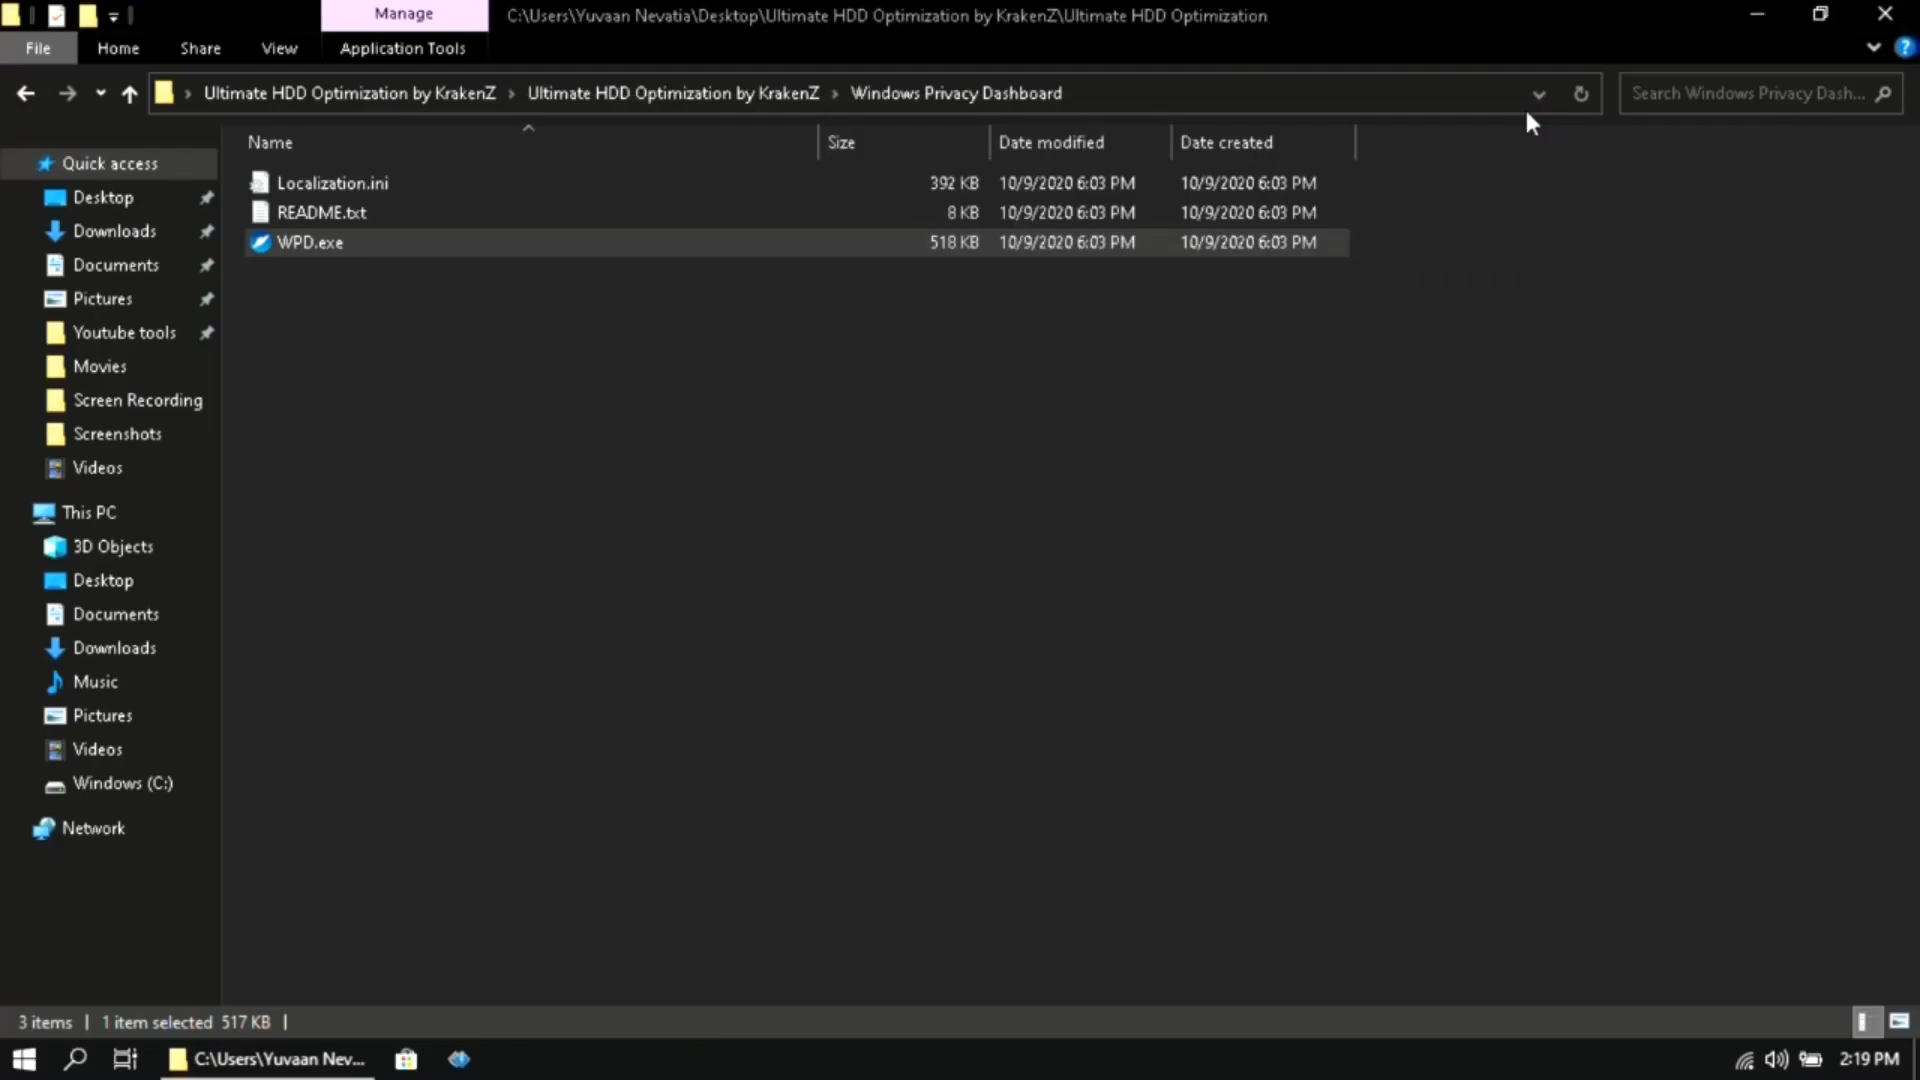 Manage
C:\Users\Yuvaan Nevatia\Desktop\Ultimate HDD Optimization by KrakenZ\Ultimate HDD Optimization
File Home Share View Application Tools
Ultimate HDD Optimization by KrakenZ › Ultimate HDD Optimization by KrakenZ › Windows Privacy Dashboard
Search Windows Privacy Dash...
Name Size Date modified Date created
Localization.ini 392 KB 10/9/2020 6:03 PM 10/9/2020 6:03 PM
README.txt 8 KB 10/9/2020 6:03 PM 10/9/2020 6:03 PM
WPD.exe 518 KB 10/9/2020 6:03 PM 10/9/2020 6:03 PM
Quick access
Desktop
Downloads
Documents
Pictures
Youtube tools
Movies
Screen Recording
Screenshots
Videos
This PC
3D Objects
Desktop
Documents
Downloads
Music
Pictures
Videos
Windows (C:)
Network
3 items | 1 item selected 517 KB |
C:\Users\Yuvaan Nev...
2:19 PM